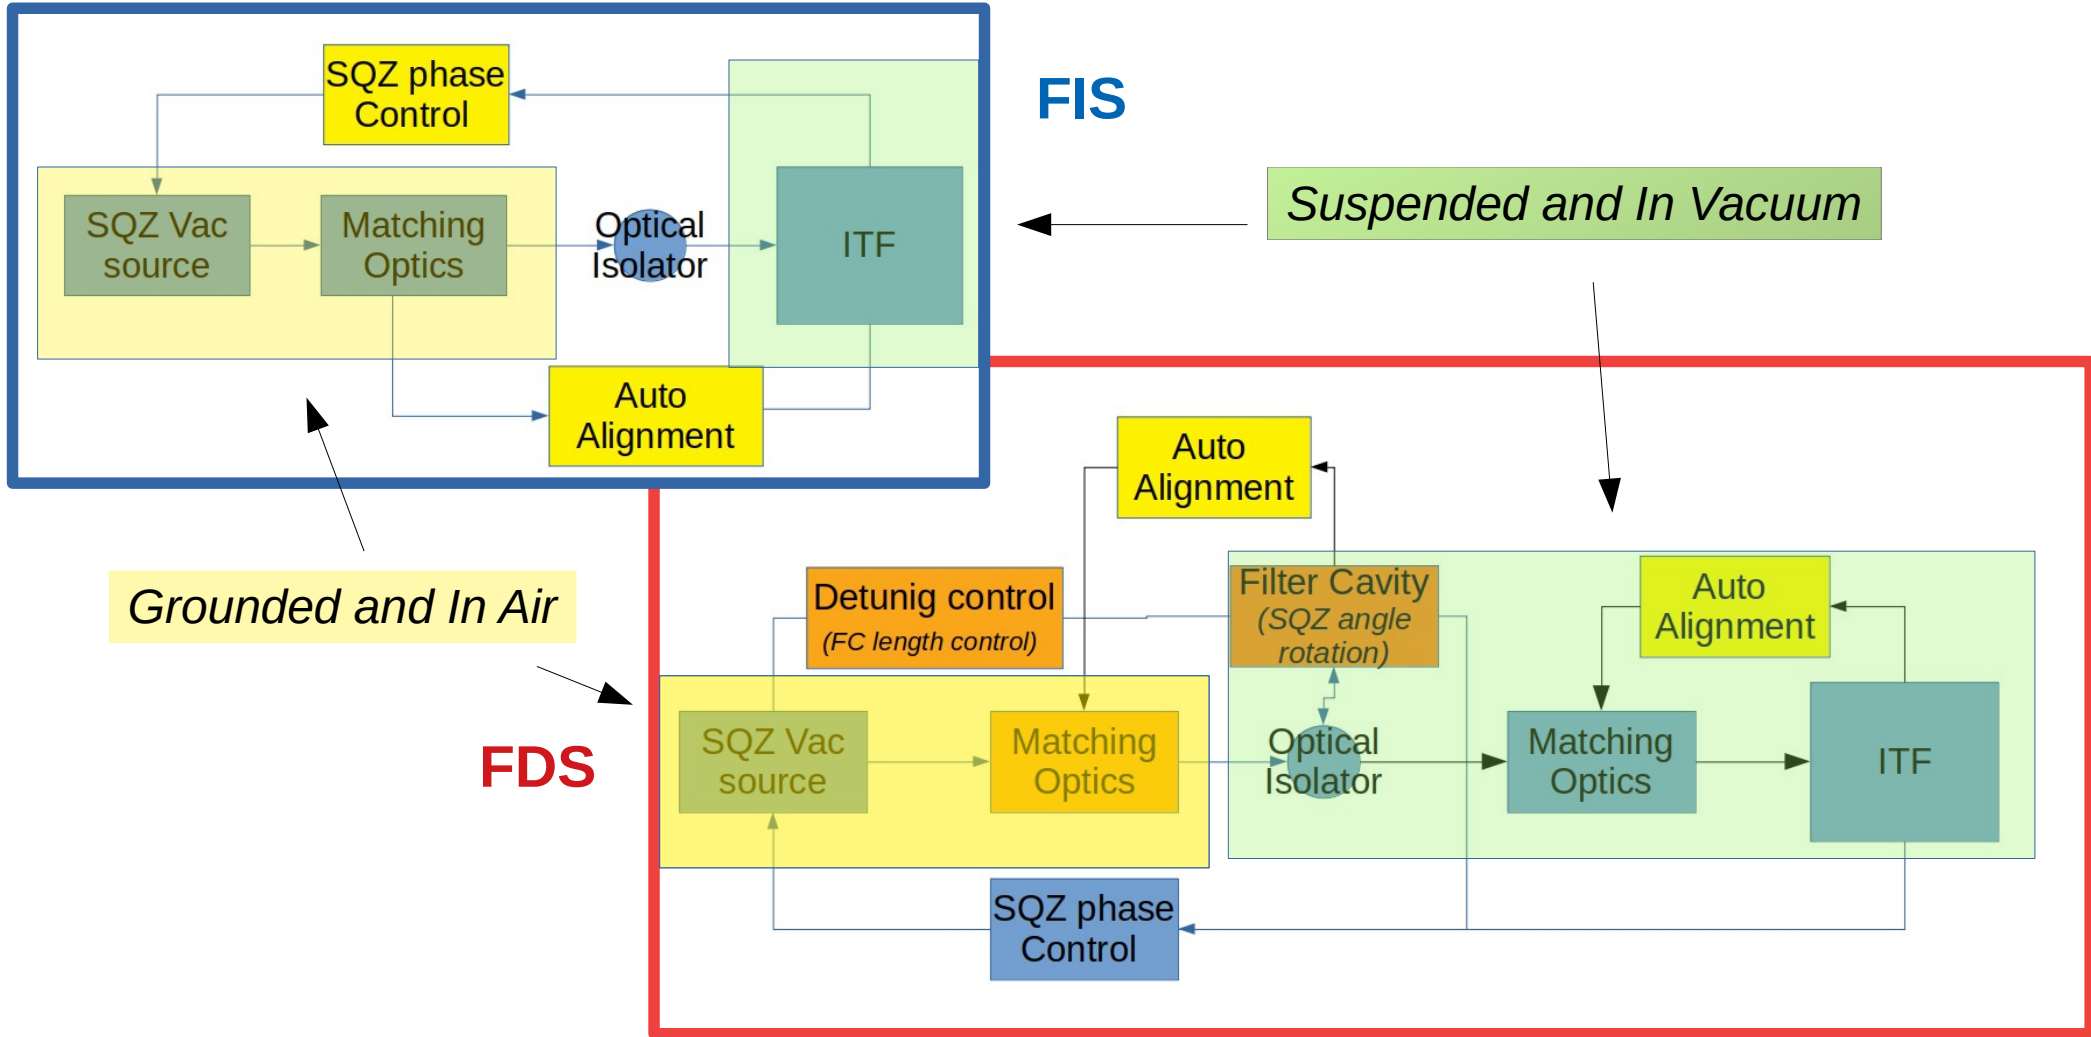 SQZ phase
Control
FIS
SQZ Vac
source
Matching
Optics
Optical
Isolator
ITF
Suspended and In Vacuum
Auto
Alignment
Grounded and In Air
FDS
Auto
Alignment
Detunig control
(FC length control)
Filter Cavity
(SQZ angle
rotation)
Auto
Alignment
SQZ Vac
source
Matching
Optics
Optical
Isolator
Matching
Optics
ITF
SQZ phase
Control